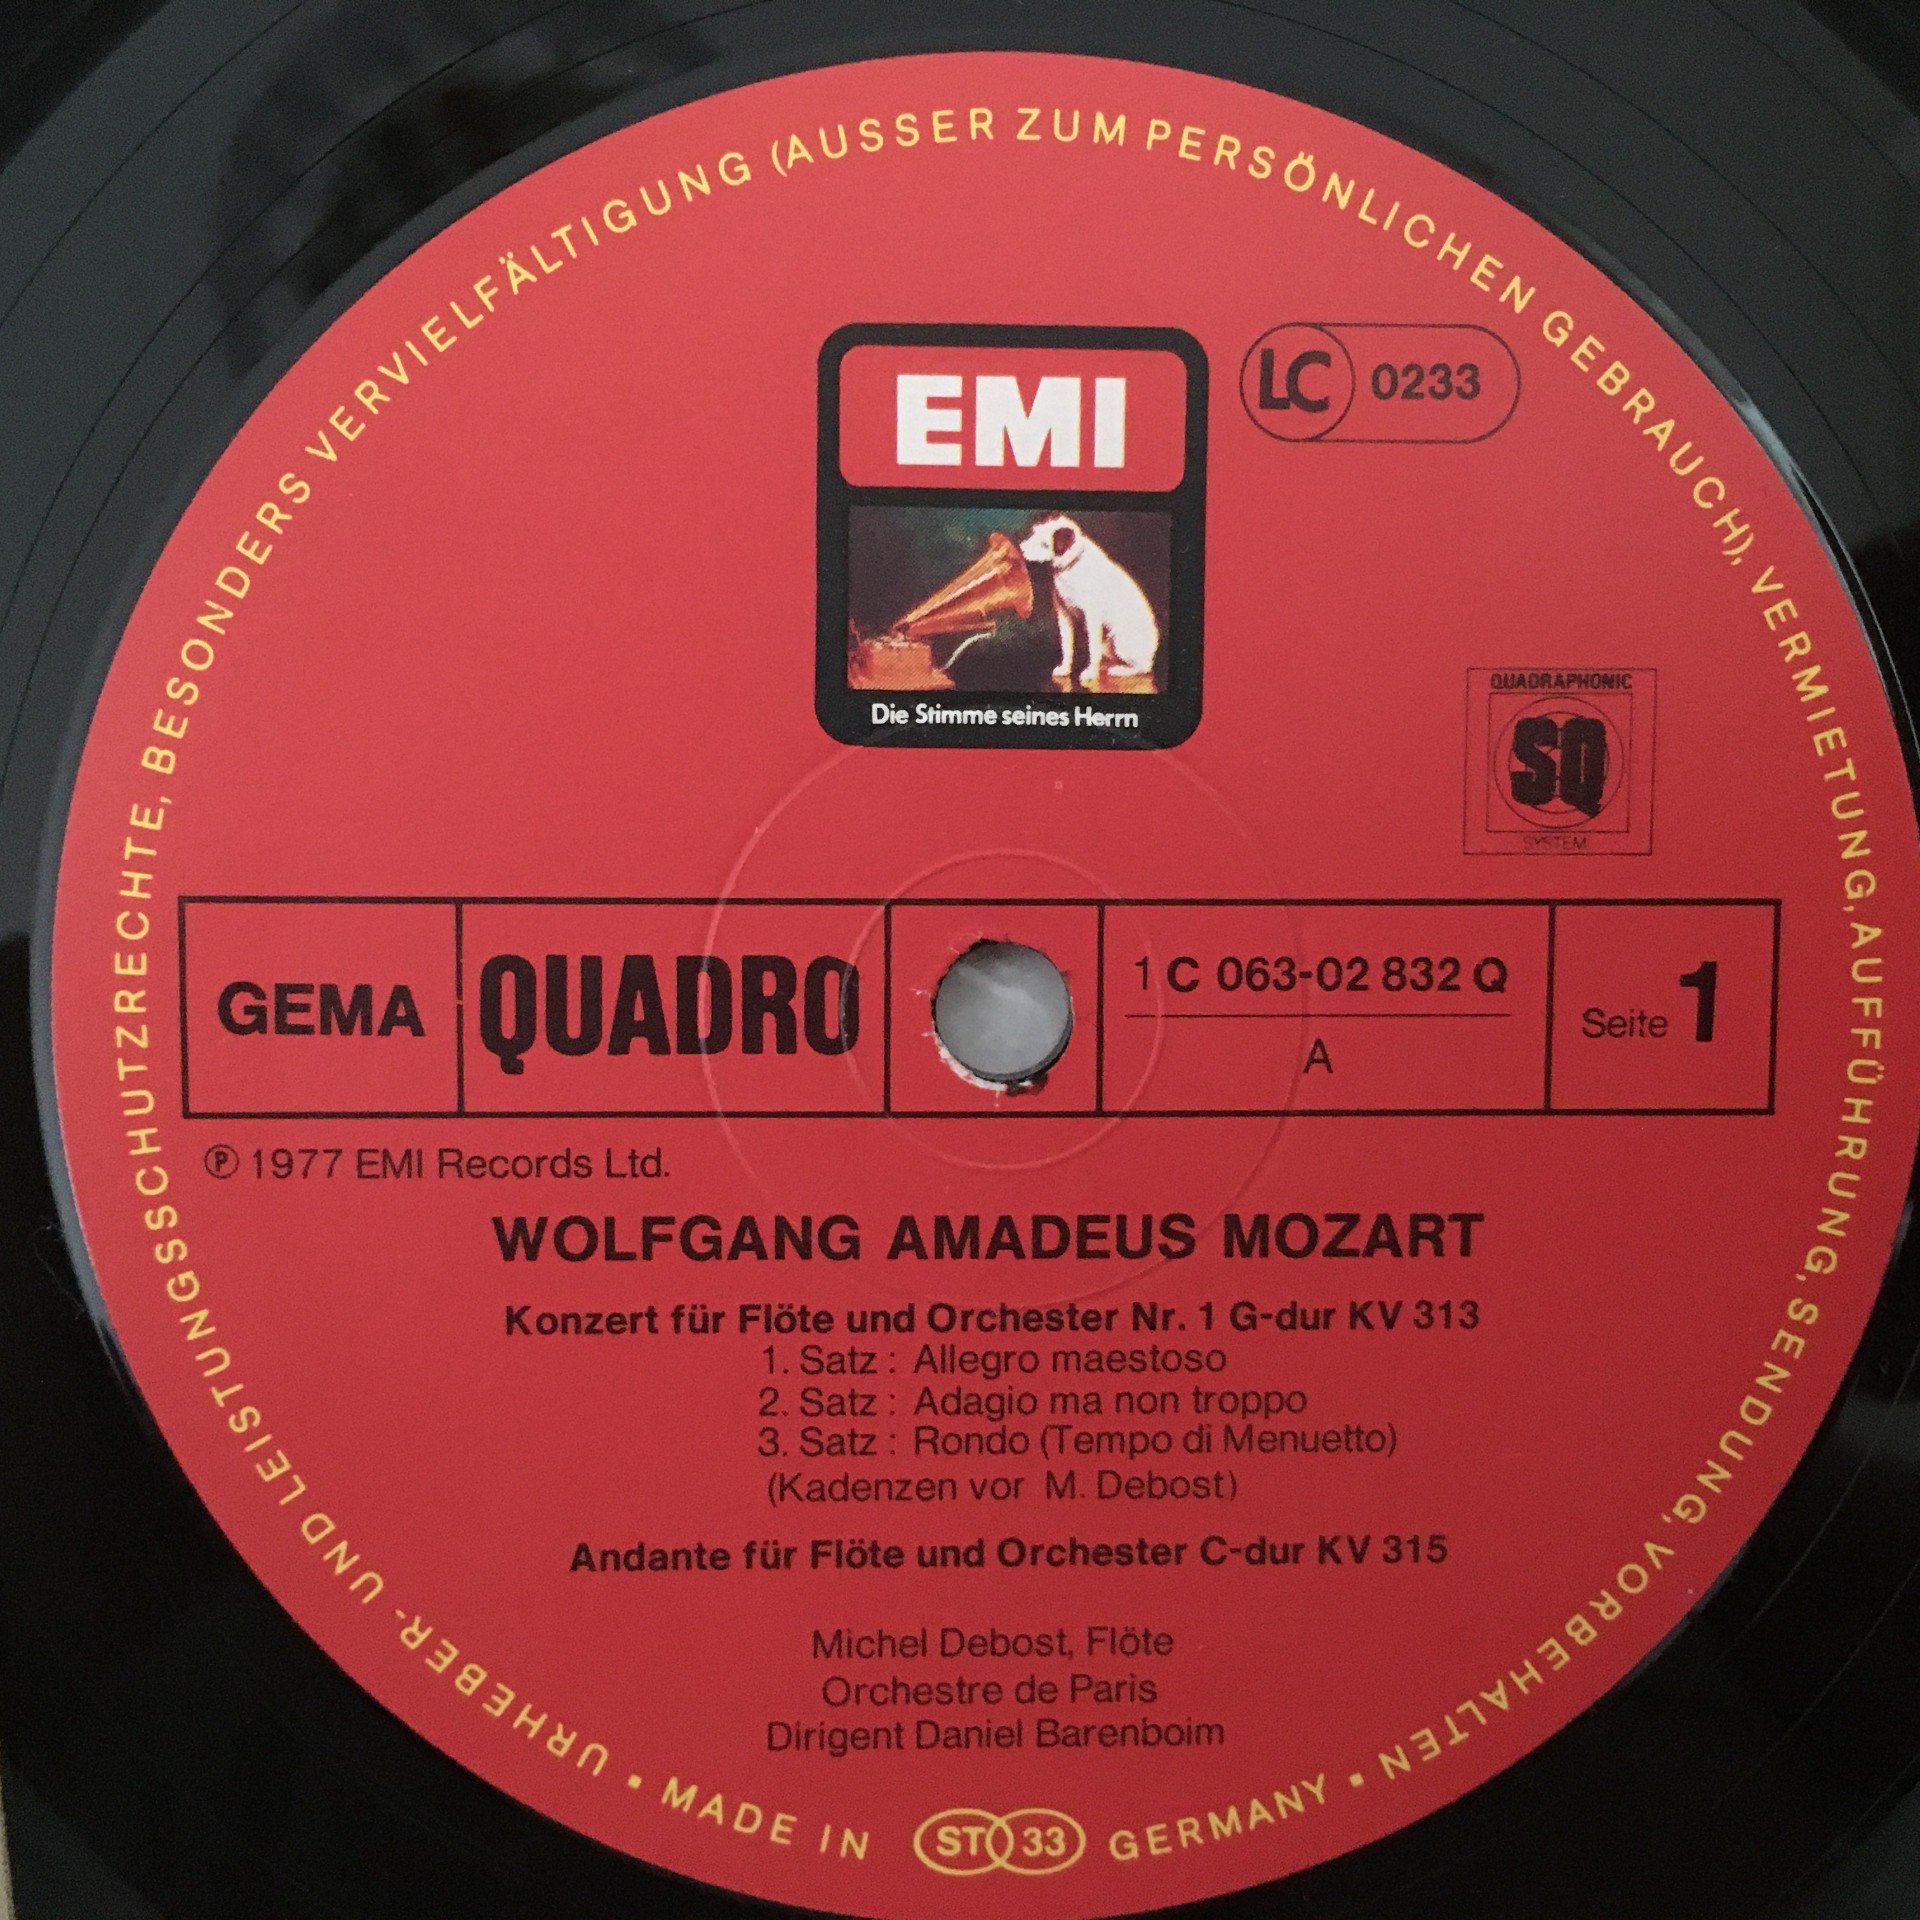 URHEBER- UND LEISTUNGSSCHUTZRECHTE, BESONDERS VERVIELFÄLTIGUNG (AUSSER ZUM PERSÖNLICHEN GEBRAUCH), VERMIETUNG, AUFFÜHRUNG, SENDUNG, VORBEHALTEN
EMI
LC 0233
Die Stimme seines Herrn
QUADRAPHONIC
SQ
SYSTEM
GEMA
QUADRO
1 C 063-02 832 Q
A
Seite 1
℗ 1977 EMI Records Ltd.
WOLFGANG AMADEUS MOZART
Konzert für Flöte und Orchester Nr. 1 G-dur KV 313
1. Satz : Allegro maestoso
2. Satz : Adagio ma non troppo
3. Satz : Rondo (Tempo di Menuetto)
(Kadenzen vor M. Debost)
Andante für Flöte und Orchester C-dur KV 315
Michel Debost, Flöte
Orchestre de Paris
Dirigent Daniel Barenboim
• MADE IN ST 33 GERMANY •